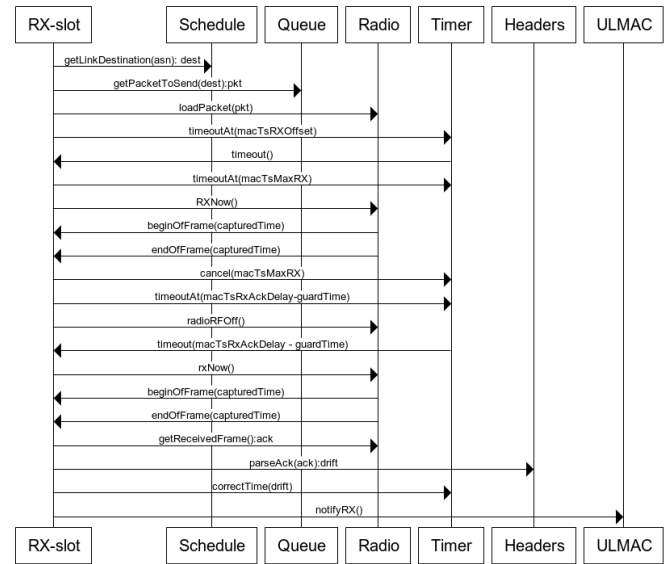 RX-slot Schedule Queue Radio Timer Headers ULMAC
getLinkDestination(asn): dest
getPacketToSend(dest):pkt
loadPacket(pkt)
timeoutAt(macTsRXOffset)
timeout()
timeoutAt(macTsMaxRX)
RXNow()
beginOfFrame(capturedTime)
endOfFrame(capturedTime)
cancel(macTsMaxRX)
timeoutAt(macTsRxAckDelay-guardTime)
radioRFOff()
timeout(macTsRxAckDelay - guardTime)
rxNow()
beginOfFrame(capturedTime)
endOfFrame(capturedTime)
getReceivedFrame():ack
parseAck(ack):drift
correctTime(drift)
notifyRX()
RX-slot Schedule Queue Radio Timer Headers ULMAC